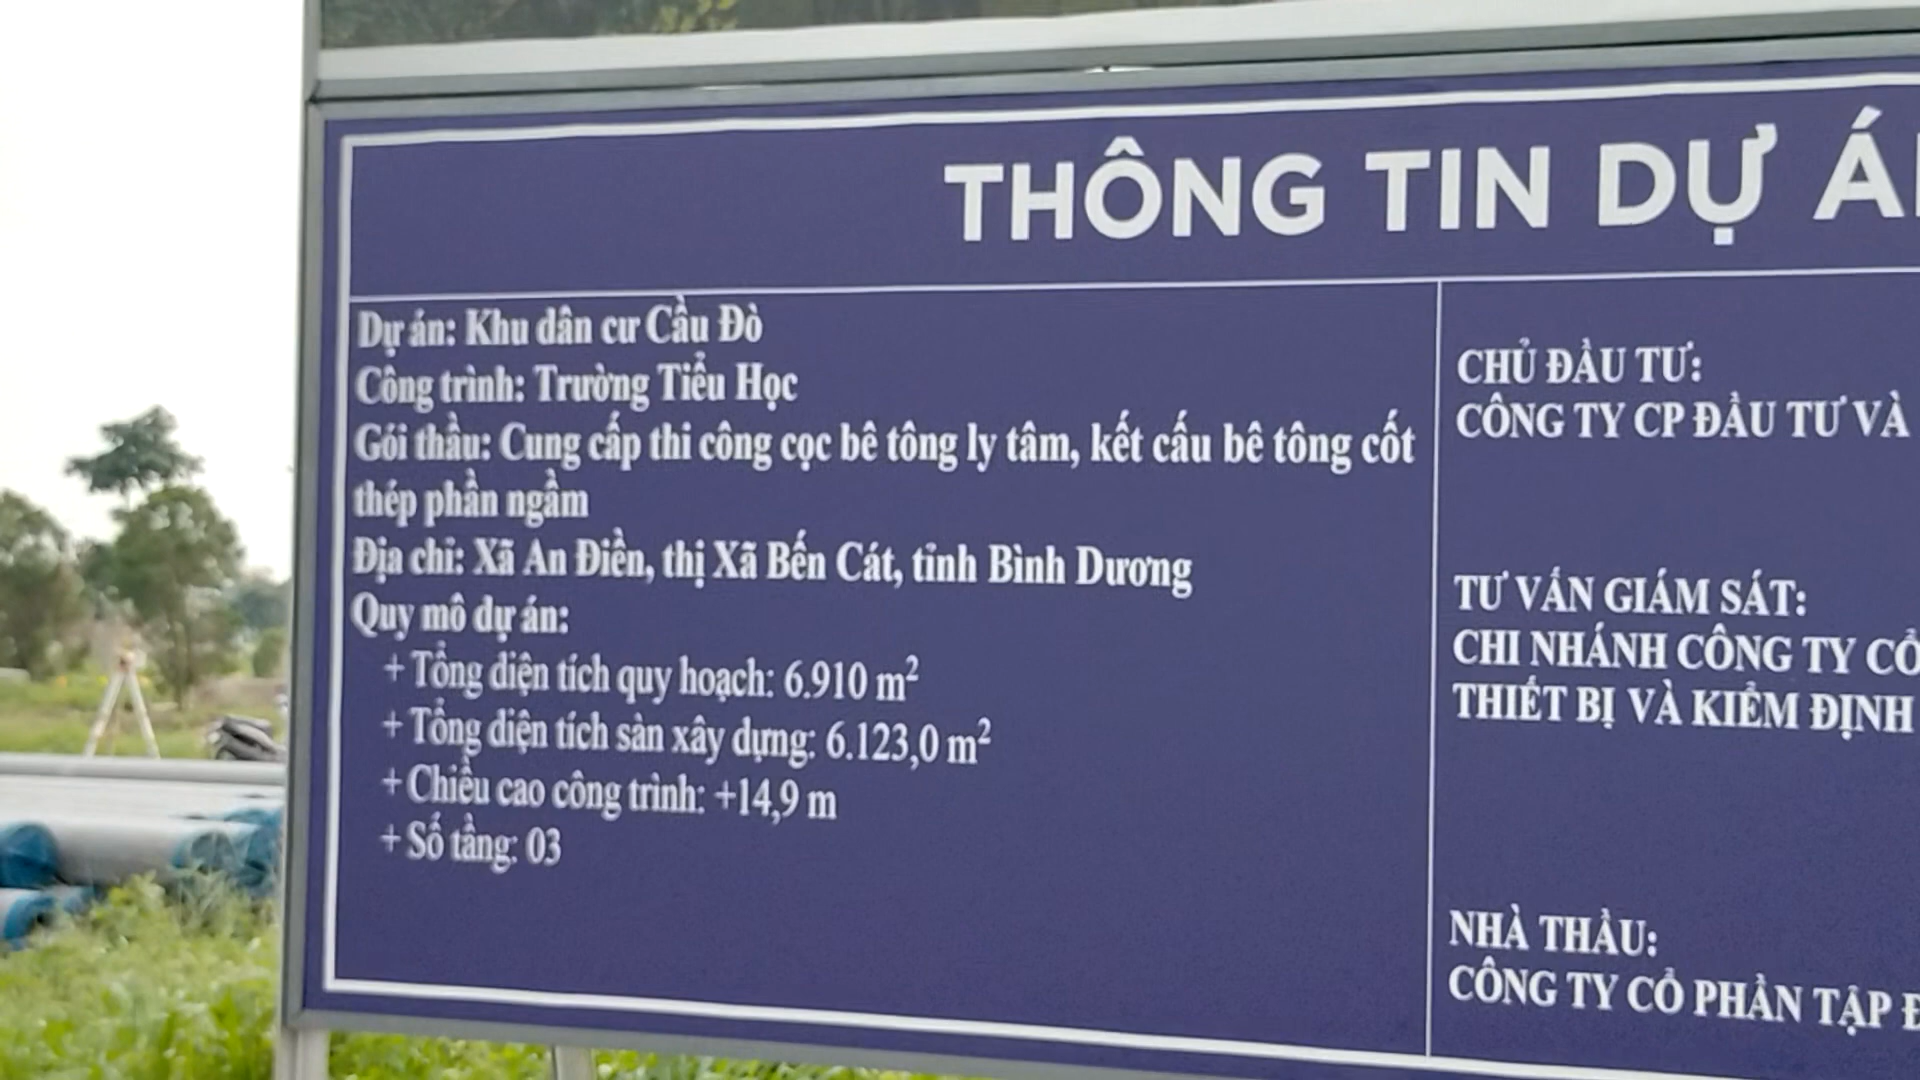 THÔNG TIN DỰ Á
Dự án: Khu dân cư Cầu Đò
Công trình: Trường Tiểu Học
Gói thầu: Cung cấp thi công cọc bê tông ly tâm, kết cấu bê tông cốt
thép phần ngầm
Địa chỉ: Xã An Điền, thị Xã Bến Cát, tỉnh Bình Dương
Quy mô dự án:
+ Tổng diện tích quy hoạch: 6.910 m²
+ Tổng diện tích sàn xây dựng: 6.123,0 m²
+ Chiều cao công trình: +14,9 m
+ Số tầng: 03
CHỦ ĐẦU TƯ:
CÔNG TY CP ĐẦU TƯ VÀ
TƯ VẤN GIÁM SÁT:
CHI NHÁNH CÔNG TY CỔ
THIẾT BỊ VÀ KIỂM ĐỊNH
NHÀ THẦU:
CÔNG TY CỔ PHẦN TẬP Đ